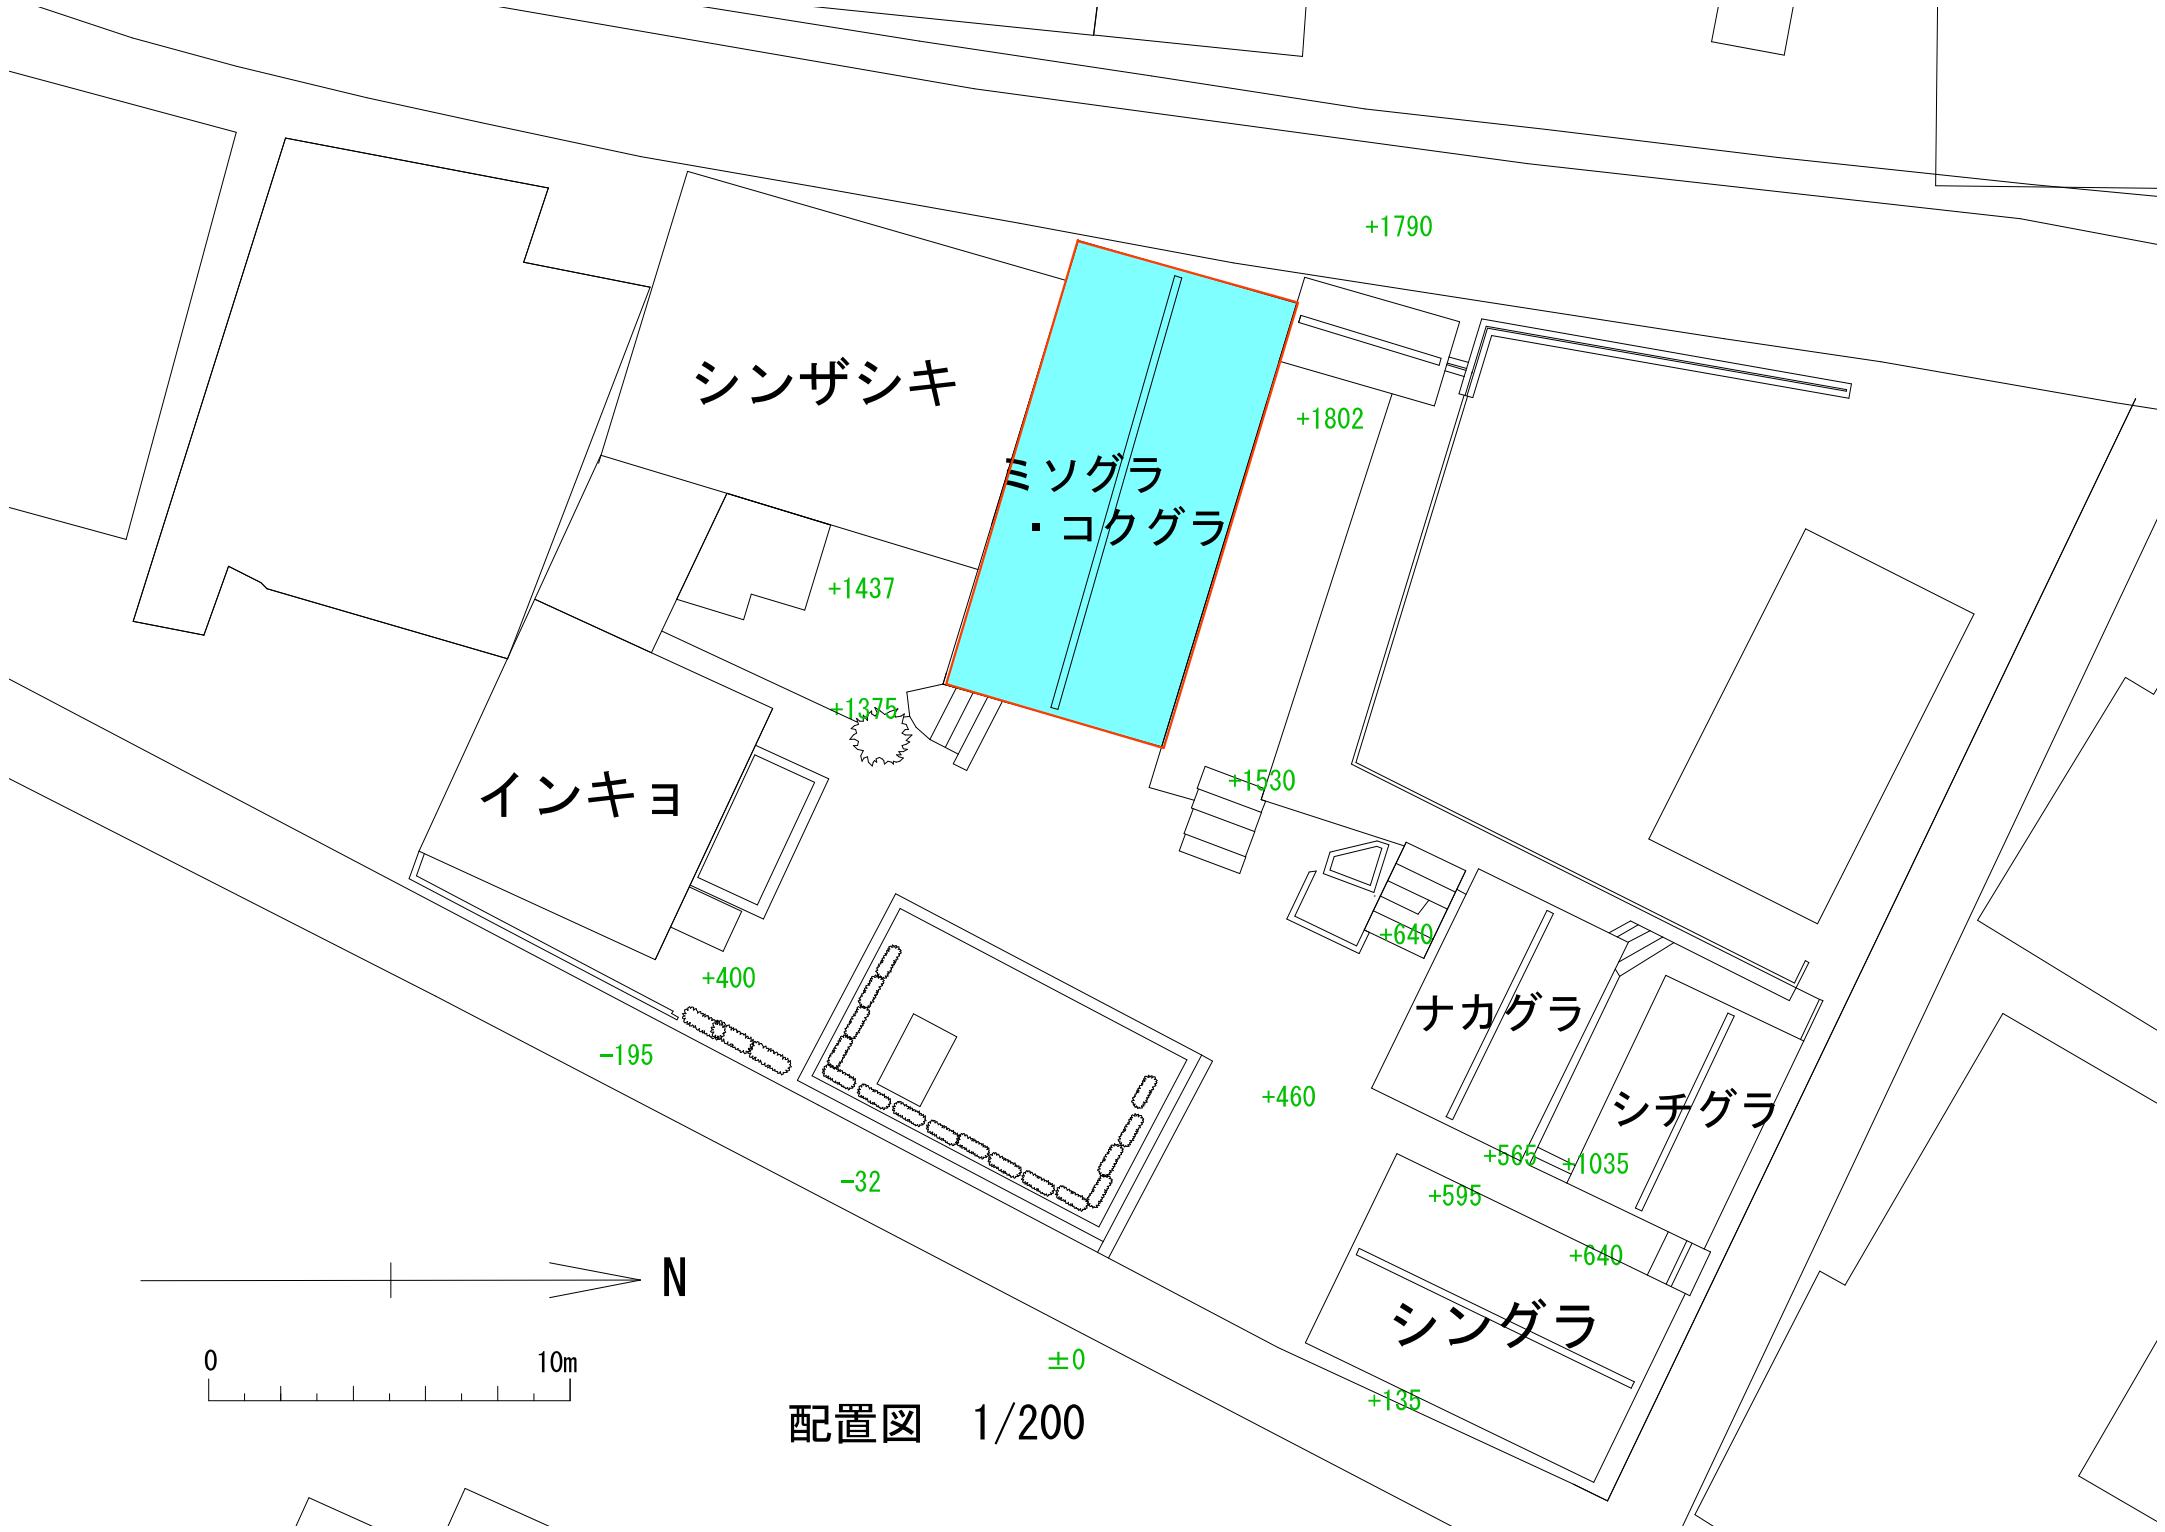 +1790
シンザシキ
+1802
ミソグラ
・コクグラ
+1437
+1375
インキョ
+1530
+640
+400
ナカグラ
-195
+460
シチグラ
+565
+1035
-32
+595
+640
N
シングラ
0
10m
±0
+135
配置図 1/200